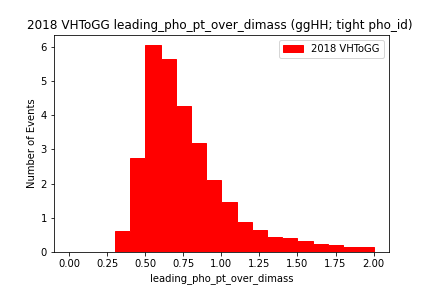 2018 VHToGG leading_pho_pt_over_dimass (ggHH; tight pho_id)
2018 VHToGG
Number of Events
6
5
4
3
2
1
0
0.00 0.25 0.50 0.75 1.00 1.25 1.50 1.75 2.00
leading_pho_pt_over_dimass